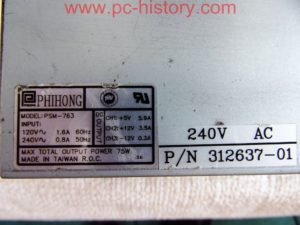 www.pc-history.com
PHIHONG
MODEL: PSM-763
INPUT:
120V∿ 1.6A 60Hz
240V∿ 0.8A 50Hz
DC OUTPUT
CH1:+5V 5.9A
CH2:+12V 3.5A
CH3:-12V 0.3A
MAX TOTAL OUTPUT POWER 75W
MADE IN TAIWAN R.O.C.
240V AC
P/N 312637-01